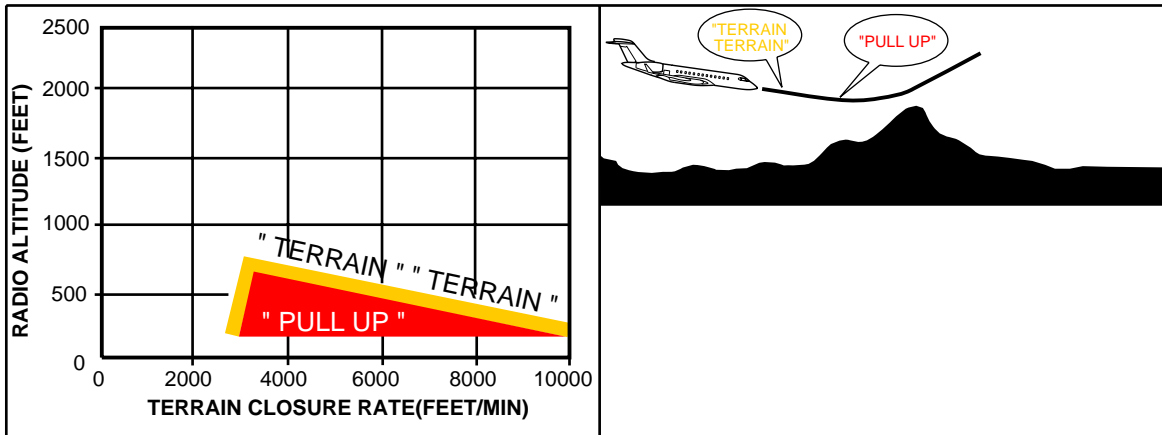 2500
2000
1500
1000
500
0
RADIO ALTITUDE (FEET)
" TERRAIN " " TERRAIN "
" PULL UP "
0 2000 4000 6000 8000 10000
TERRAIN CLOSURE RATE(FEET/MIN)
"TERRAIN
TERRAIN"
"PULL UP"